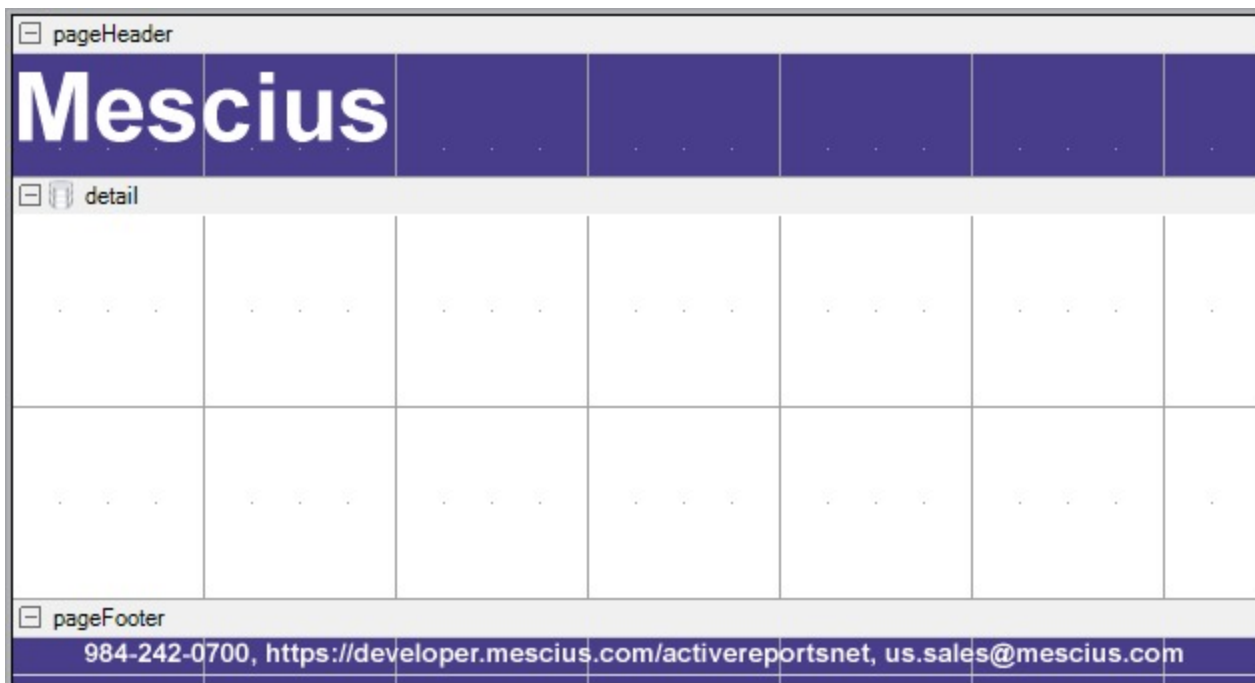 pageHeader
Mescius
detail
pageFooter
984-242-0700, https://developer.mescius.com/activereportsnet, us.sales@mescius.com